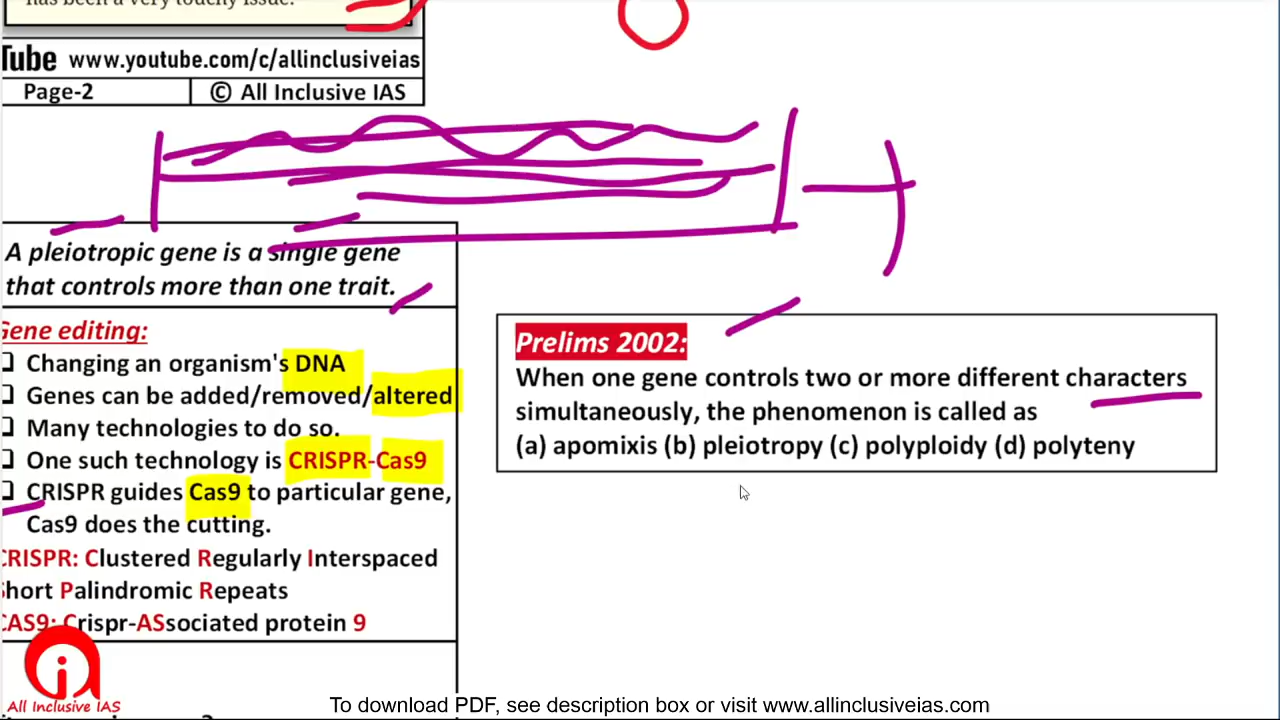 has been a very touchy issue.
Tube www.youtube.com/c/allinclusiveias
Page-2 © All Inclusive IAS
A pleiotropic gene is a single gene
that controls more than one trait.
Gene editing:
Changing an organism's DNA
Genes can be added/removed/altered
Many technologies to do so.
One such technology is CRISPR-Cas9
CRISPR guides Cas9 to particular gene,
Cas9 does the cutting.
CRISPR: Clustered Regularly Interspaced
Short Palindromic Repeats
CAS9: Crispr-ASsociated protein 9
Prelims 2002:
When one gene controls two or more different characters
simultaneously, the phenomenon is called as
(a) apomixis (b) pleiotropy (c) polyploidy (d) polyteny
All Inclusive IAS
To download PDF, see description box or visit www.allinclusiveias.com